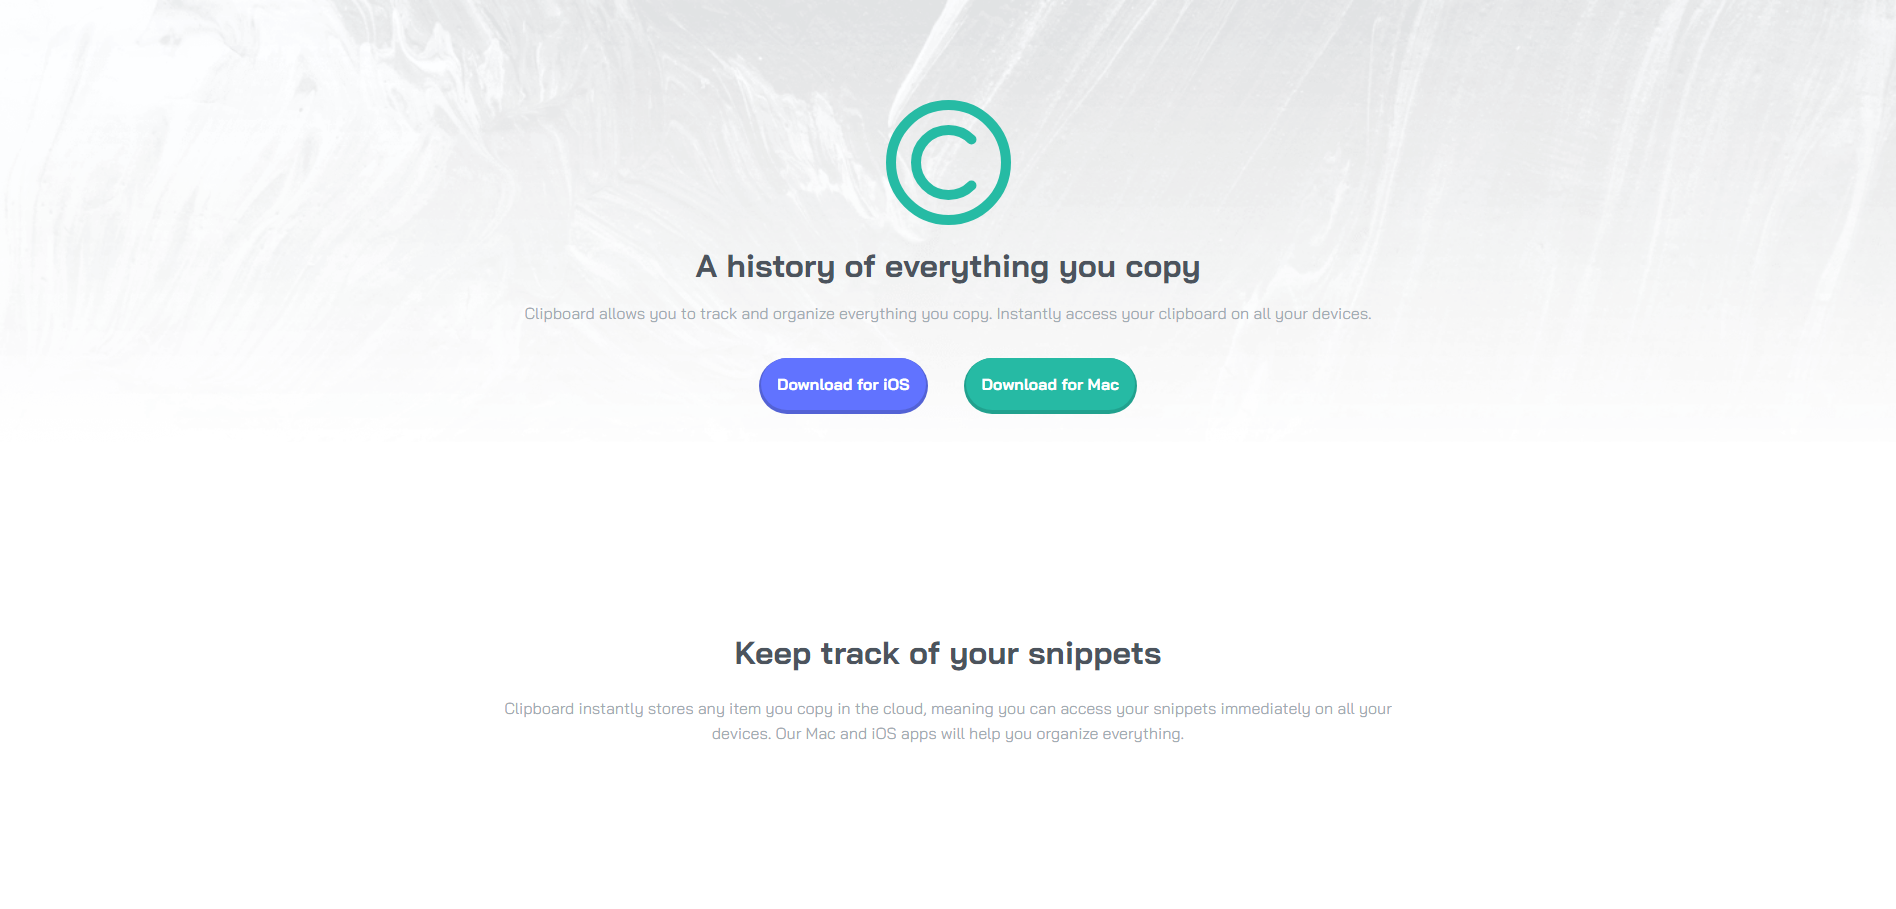 A history of everything you copy
Clipboard allows you to track and organize everything you copy. Instantly access your clipboard on all your devices.
Download for iOS
Download for Mac
Keep track of your snippets
Clipboard instantly stores any item you copy in the cloud, meaning you can access your snippets immediately on all your
devices. Our Mac and iOS apps will help you organize everything.